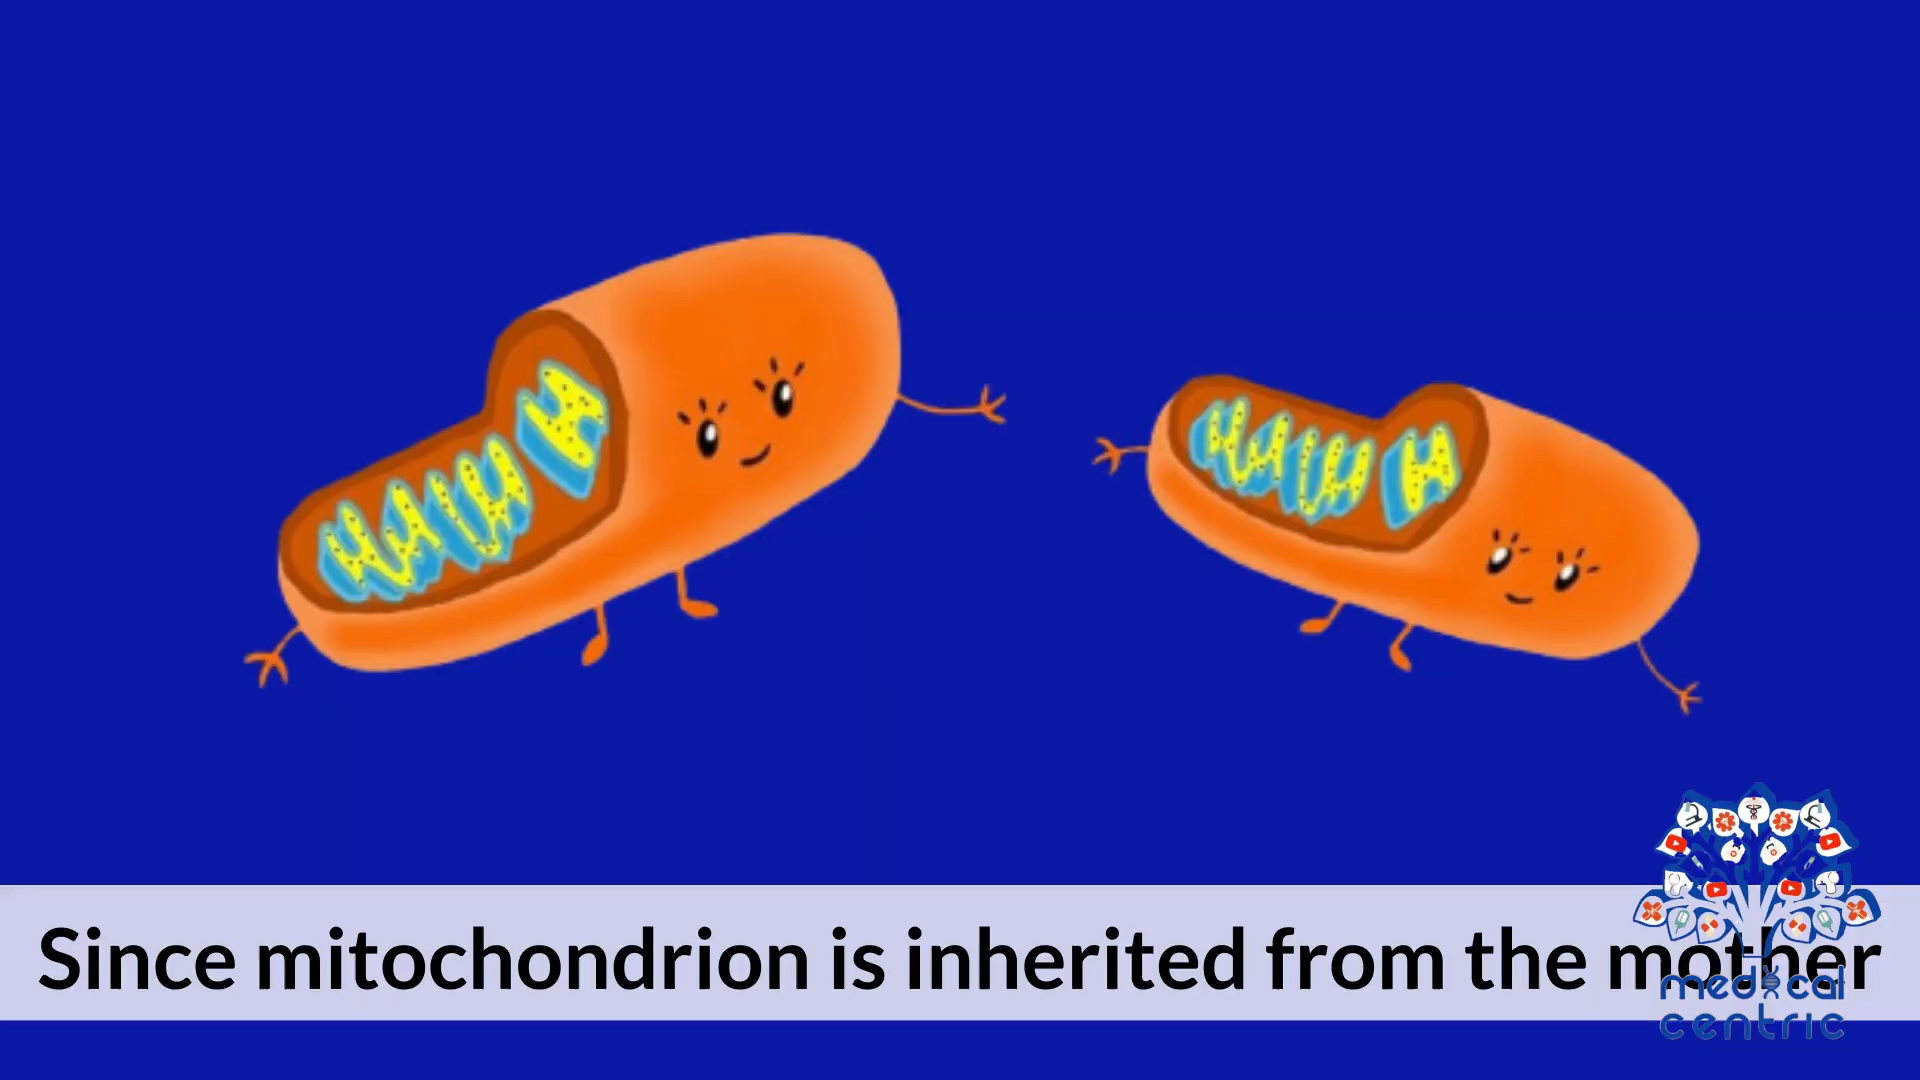 Since mitochondrion is inherited from the mother
medical
centric